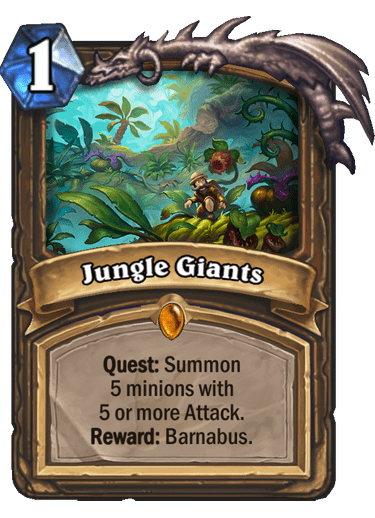 1
Jungle Giants
Quest: Summon
5 minions with
5 or more Attack.
Reward: Barnabus.